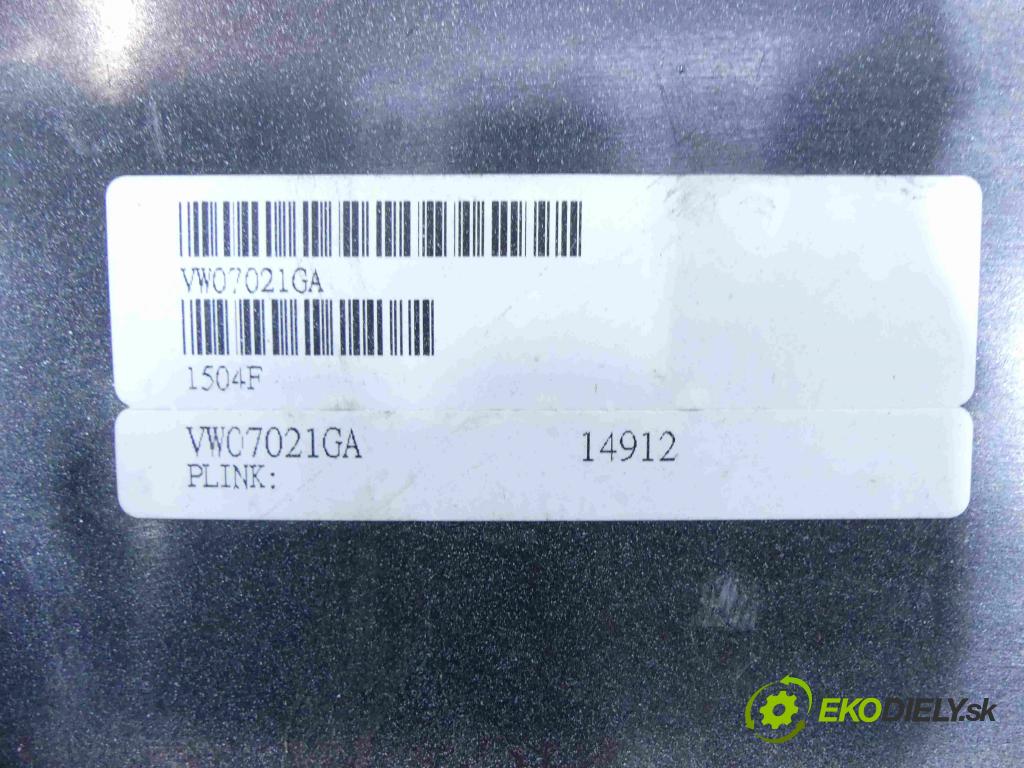 VW07021GA
1504F
VW07021GA 14912
PLINK:
EKODIELY.sk